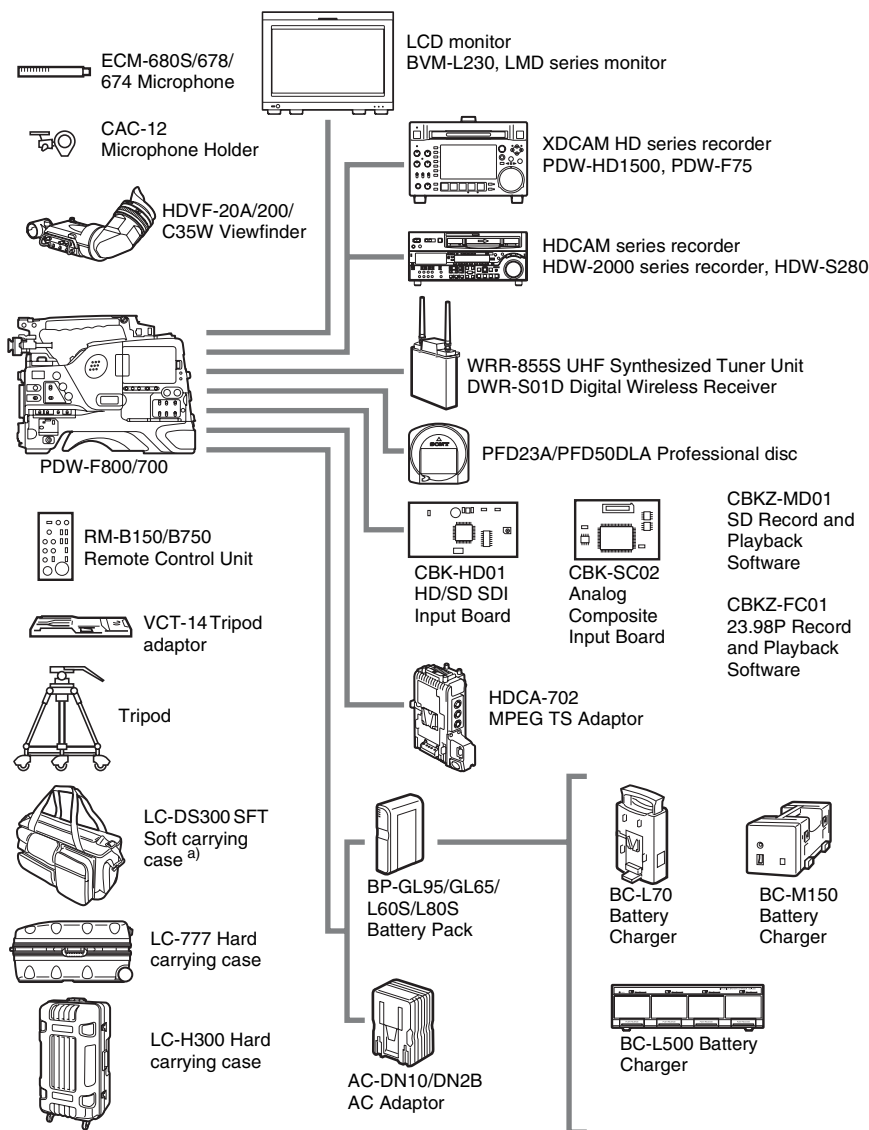 ECM-680S/678/
674 Microphone
LCD monitor
BVM-L230, LMD series monitor
CAC-12
Microphone Holder
XDCAM HD series recorder
PDW-HD1500, PDW-F75
HDVF-20A/200/
C35W Viewfinder
HDCAM series recorder
HDW-2000 series recorder, HDW-S280
WRR-855S UHF Synthesized Tuner Unit
DWR-S01D Digital Wireless Receiver
PDW-F800/700
SONY
PFD23A/PFD50DLA Professional disc
RM-B150/B750
Remote Control Unit
CBK-HD01
HD/SD SDI
Input Board
CBK-SC02
Analog
Composite
Input Board
CBKZ-MD01
SD Record and
Playback
Software
CBKZ-FC01
23.98P Record
and Playback
Software
VCT-14 Tripod
adaptor
Tripod
HDCA-702
MPEG TS Adaptor
LC-DS300 SFT
Soft carrying
case a)
BP-GL95/GL65/
L60S/L80S
Battery Pack
BC-L70
Battery
Charger
BC-M150
Battery
Charger
LC-777 Hard
carrying case
BC-L500 Battery
Charger
LC-H300 Hard
carrying case
AC-DN10/DN2B
AC Adaptor